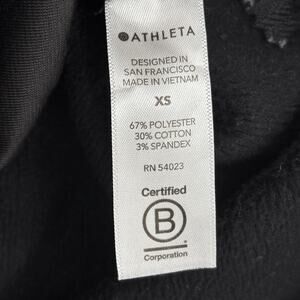 ATHLETA
DESIGNED IN
SAN FRANCISCO
MADE IN VIETNAM
XS
67% POLYESTER
30% COTTON
3% SPANDEX
RN 54023
Certified
B
Corporation